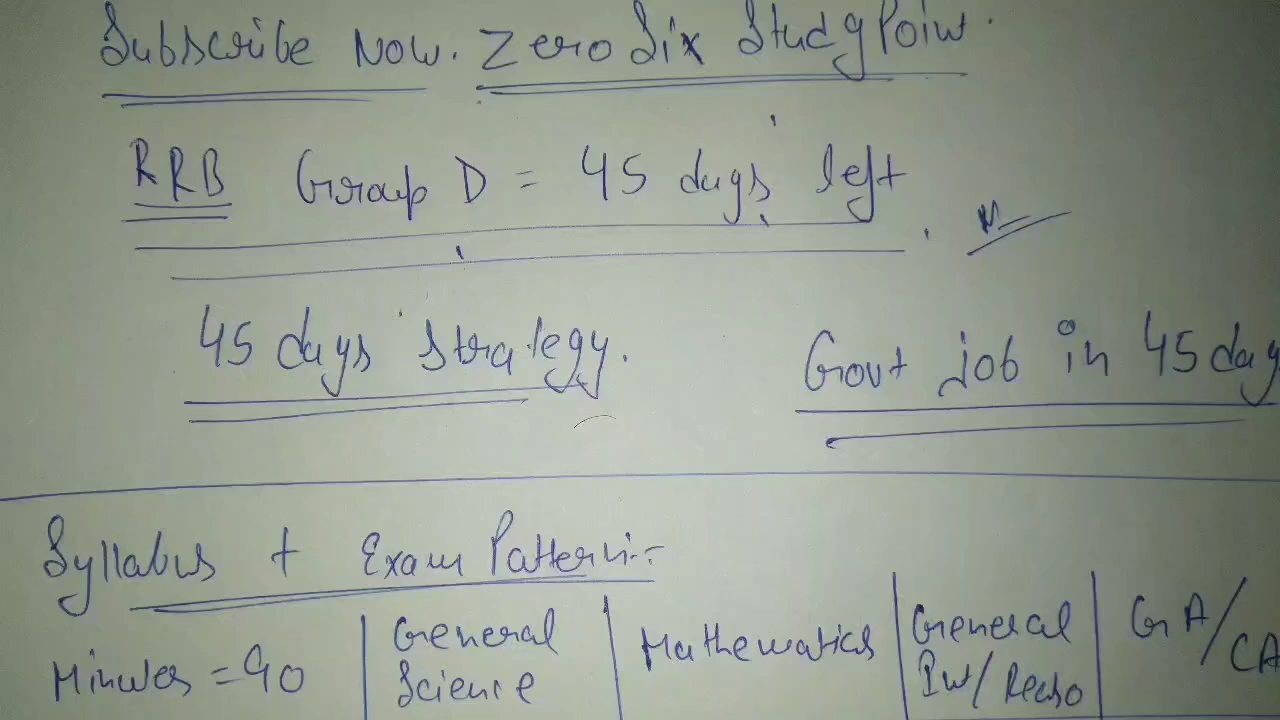 Subscribe Now. Zero Six Study Point.
RRB Group D = 45 days left
45 days strategy.
Govt job in 45 day
Syllabus + Exam Pattern:-
Minutes = 90 | General Science | Mathematics | General Int/Reaso | GA/CA